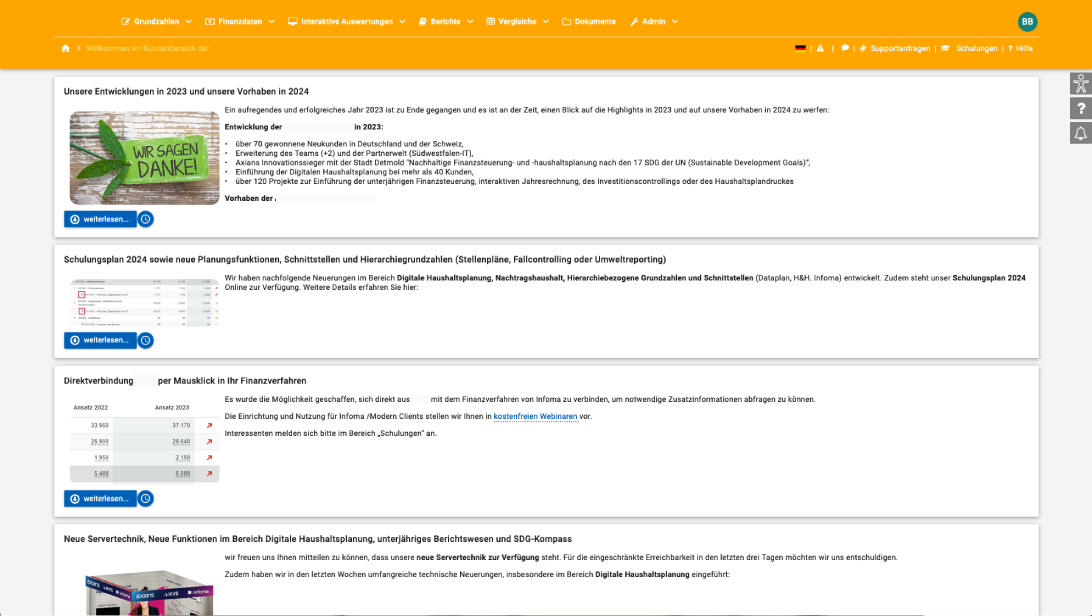 Grundzahlen Finanzdaten Interaktive Auswertungen Berichte Vergleiche Dokumente Admin BB
Willkommen im Kundenbereich der | | Supportanfragen | Schulungen | ? Hilfe
Unsere Entwicklungen in 2023 und unsere Vorhaben in 2024
WIR SAGEN
DANKE!
Ein aufregendes und erfolgreiches Jahr 2023 ist zu Ende gegangen und es ist an der Zeit, einen Blick auf die Highlights in 2023 und auf unsere Vorhaben in 2024 zu werfen:
Entwicklung der in 2023:
• über 70 gewonnene Neukunden in Deutschland und der Schweiz,
• Erweiterung des Teams (+2) und der Partnerwelt (Südwestfalen-IT),
• Axians Innovationssieger mit der Stadt Detmold "Nachhaltige Finanzsteuerung- und -haushaltsplanung nach den 17 SDG der UN (Sustainable Development Goals)“,
• Einführung der Digitalen Haushaltsplanung bei mehr als 40 Kunden,
• über 120 Projekte zur Einführung der unterjährigen Finanzsteuerung, interaktiven Jahresrechnung, des Investitionscontrollings oder des Haushaltsplandruckes
Vorhaben der
weiterlesen...
Schulungsplan 2024 sowie neue Planungsfunktionen, Schnittstellen und Hierarchiegrundzahlen (Stellenpläne, Fallcontrolling oder Umweltreporting)
Wir haben nachfolgende Neuerungen im Bereich Digitale Haushaltsplanung, Nachtragshaushalt, Hierarchiebezogene Grundzahlen und Schnittstellen (Dataplan, H&H. Infoma) entwickelt. Zudem steht unser Schulungsplan 2024
Online zur Verfügung. Weitere Details erfahren Sie hier:
weiterlesen...
Direktverbindung per Mausklick in Ihr Finanzverfahren
Ansatz 2022 Ansatz 2023
33.950 37.170
26.900 28.640
1.950 2.150
5.400 6.880
Es wurde die Möglichkeit geschaffen, sich direkt aus mit dem Finanzverfahren von Infoma zu verbinden, um notwendige Zusatzinformationen abfragen zu können.
Die Einrichtung und Nutzung für Infoma /Modern Clients stellen wir Ihnen in kostenfreien Webinaren vor.
Interessenten melden sich bitte im Bereich „Schulungen" an.
weiterlesen...
Neue Servertechnik, Neue Funktionen im Bereich Digitale Haushaltsplanung, unterjähriges Berichtswesen und SDG-Kompass
wir freuen uns Ihnen mitteilen zu können, dass unsere neue Servertechnik zur Verfügung steht. Für die eingeschränkte Erreichbarkeit in den letzten drei Tagen möchten wir uns entschuldigen.
Zudem haben wir in den letzten Wochen umfangreiche technische Neuerungen, insbesondere im Bereich Digitale Haushaltsplanung eingeführt:
axians infoma